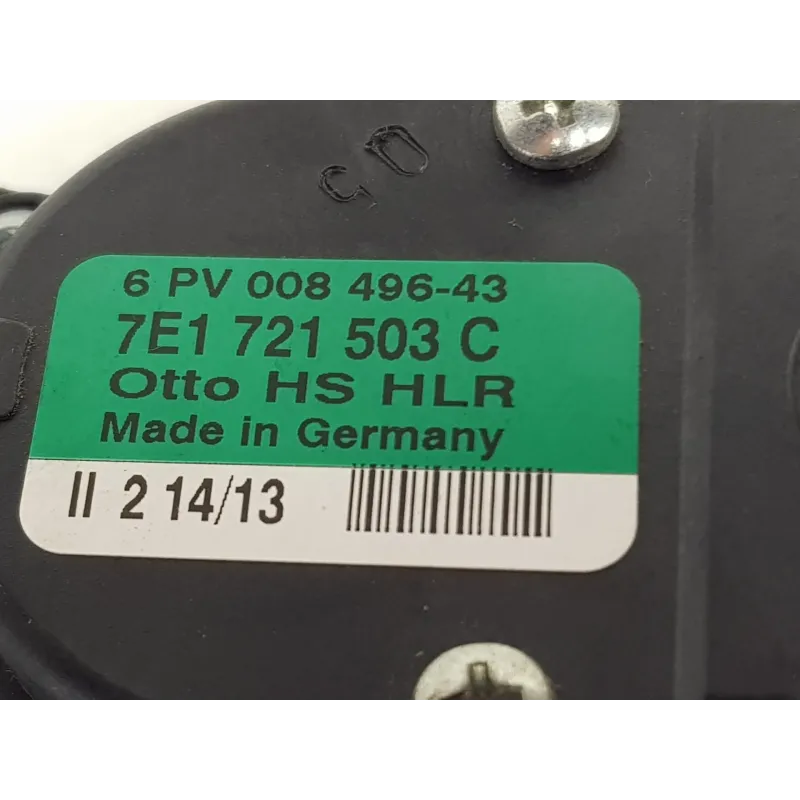 6 PV 008 496-43
7E1 721 503 C
Otto HS HLR
Made in Germany
II 2 14/13